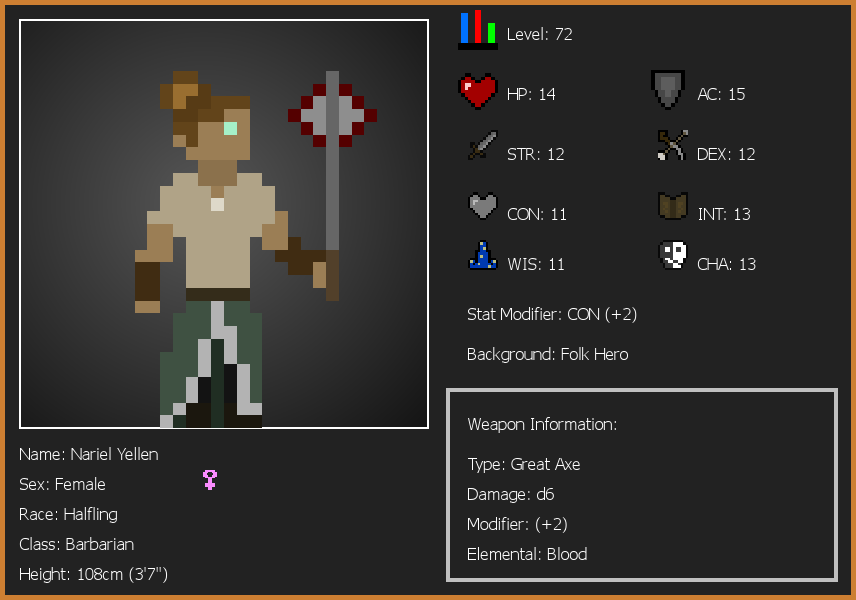 Level: 72
HP: 14
AC: 15
STR: 12
DEX: 12
CON: 11
INT: 13
WIS: 11
CHA: 13
Stat Modifier: CON (+2)
Background: Folk Hero
Weapon Information:
Type: Great Axe
Damage: d6
Modifier: (+2)
Elemental: Blood
Name: Nariel Yellen
Sex: Female
Race: Halfling
Class: Barbarian
Height: 108cm (3'7")